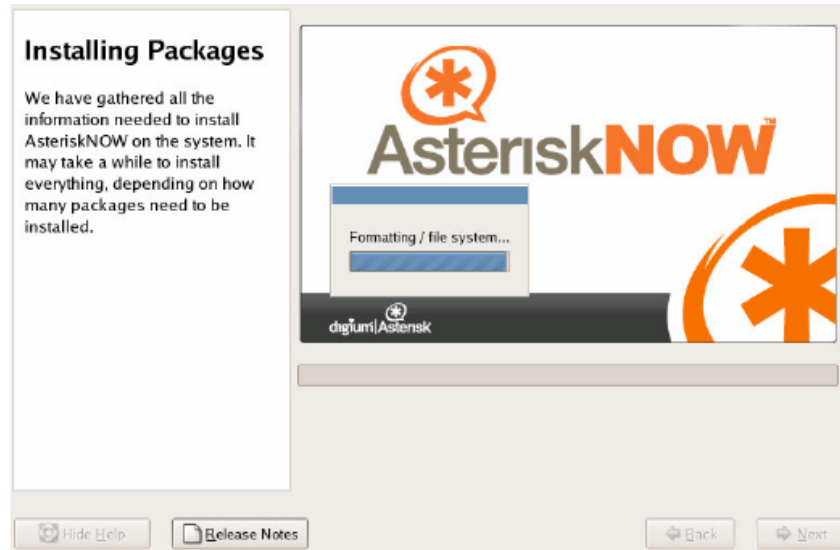 Installing Packages
We have gathered all the
information needed to install
AsteriskNOW on the system. It
may take a while to install
everything, depending on how
many packages need to be
installed.
AsteriskNOW™
Formatting / file system...
digium|Asterisk
Hide Help
Release Notes
Back
Next